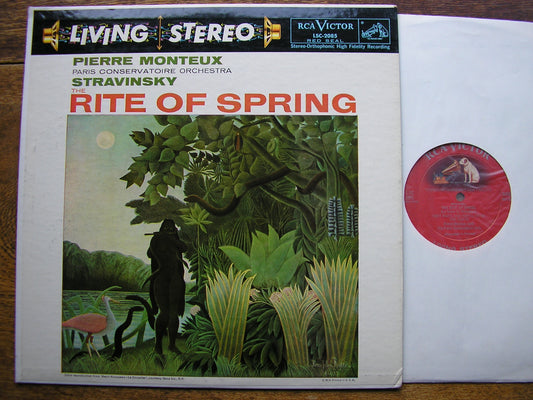 LIVING STEREO
RCA VICTOR
LSC-2085
RED SEAL
Stereo-Orthophonic High Fidelity Recording
PIERRE MONTEUX
PARIS CONSERVATOIRE ORCHESTRA
STRAVINSKY
THE
RITE OF SPRING
RCA VICTOR